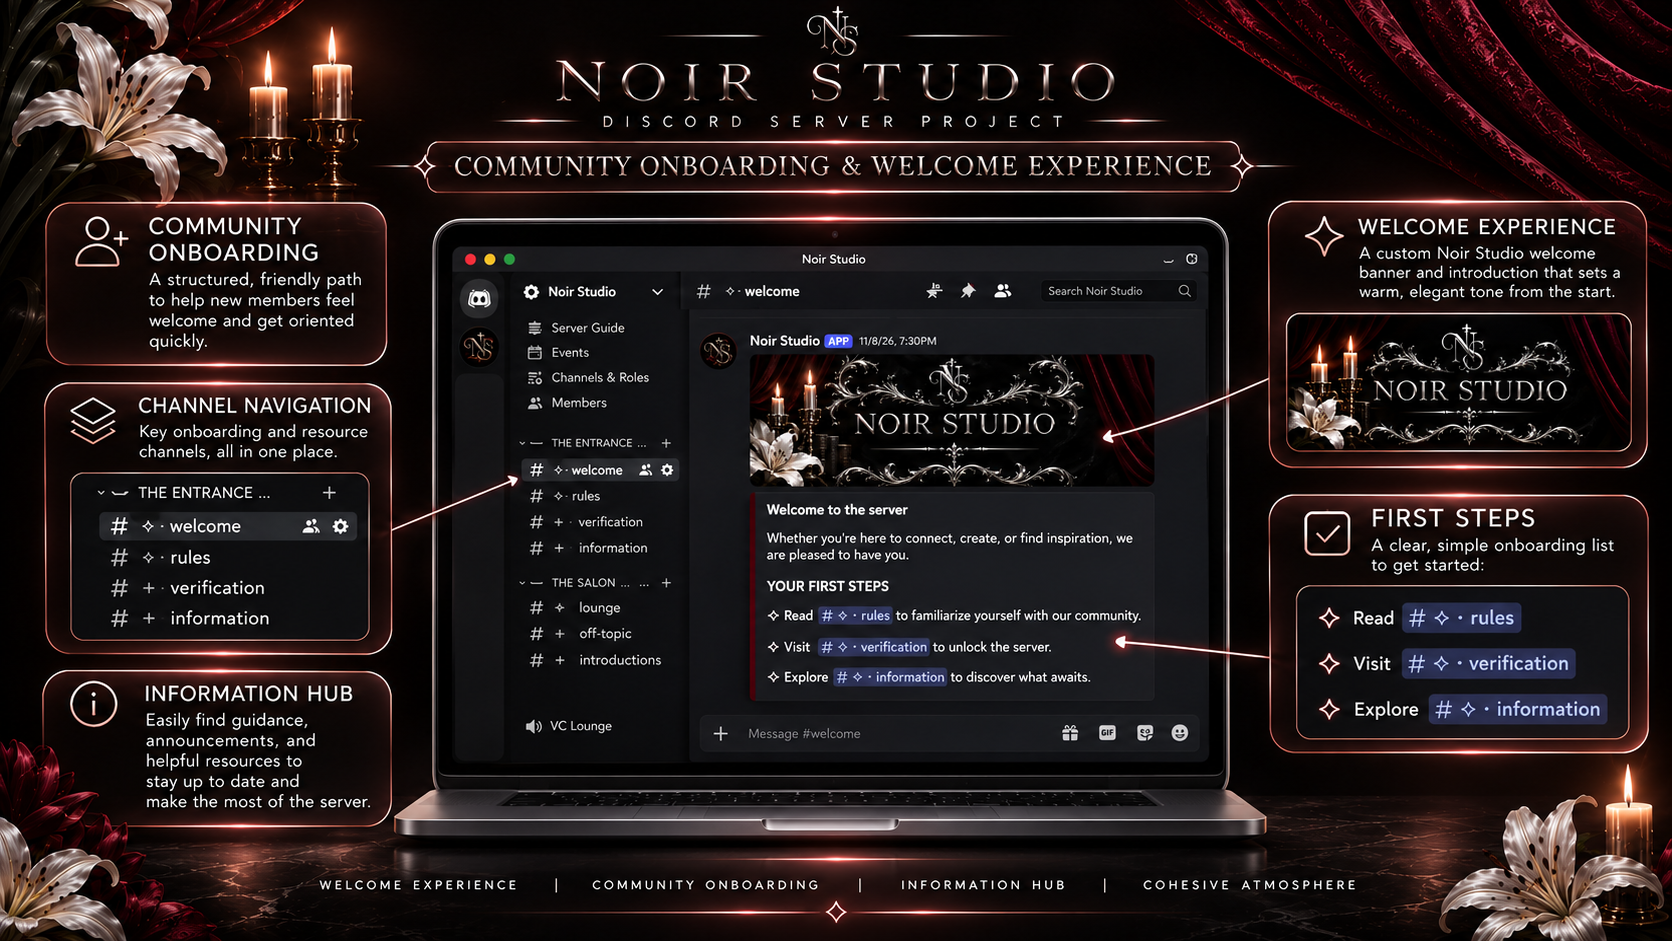 NS
NOIR STUDIO
DISCORD SERVER PROJECT
COMMUNITY ONBOARDING & WELCOME EXPERIENCE
COMMUNITY
ONBOARDING
A structured, friendly path
to help new members feel
welcome and get oriented
quickly.
CHANNEL NAVIGATION
Key onboarding and resource
channels, all in one place.
THE ENTRANCE ... +
# ✧ · welcome
# ✧ · rules
# + · verification
# + · information
INFORMATION HUB
Easily find guidance,
announcements, and
helpful resources to
stay up to date and
make the most of the server.
Noir Studio
Noir Studio
Server Guide
Events
Channels & Roles
Members
THE ENTRANCE ... +
# ✧ · welcome
# ✧ · rules
# + · verification
# + · information
THE SALON ... ... +
# ✧ lounge
# + off-topic
# + introductions
VC Lounge
# ✧ · welcome
Search Noir Studio
NS
Noir Studio APP 11/8/26, 7:30PM
NS
NOIR STUDIO
Welcome to the server
Whether you're here to connect, create, or find inspiration, we
are pleased to have you.
YOUR FIRST STEPS
✧ Read # ✧ · rules to familiarize yourself with our community.
✧ Visit # ✧ · verification to unlock the server.
✧ Explore # ✧ · information to discover what awaits.
+ Message #welcome
GIF
WELCOME EXPERIENCE
A custom Noir Studio welcome
banner and introduction that sets a
warm, elegant tone from the start.
NS
NOIR STUDIO
FIRST STEPS
A clear, simple onboarding list
to get started:
✧ Read # ✧ · rules
✧ Visit # ✧ · verification
✧ Explore # ✧ · information
WELCOME EXPERIENCE | COMMUNITY ONBOARDING | INFORMATION HUB | COHESIVE ATMOSPHERE